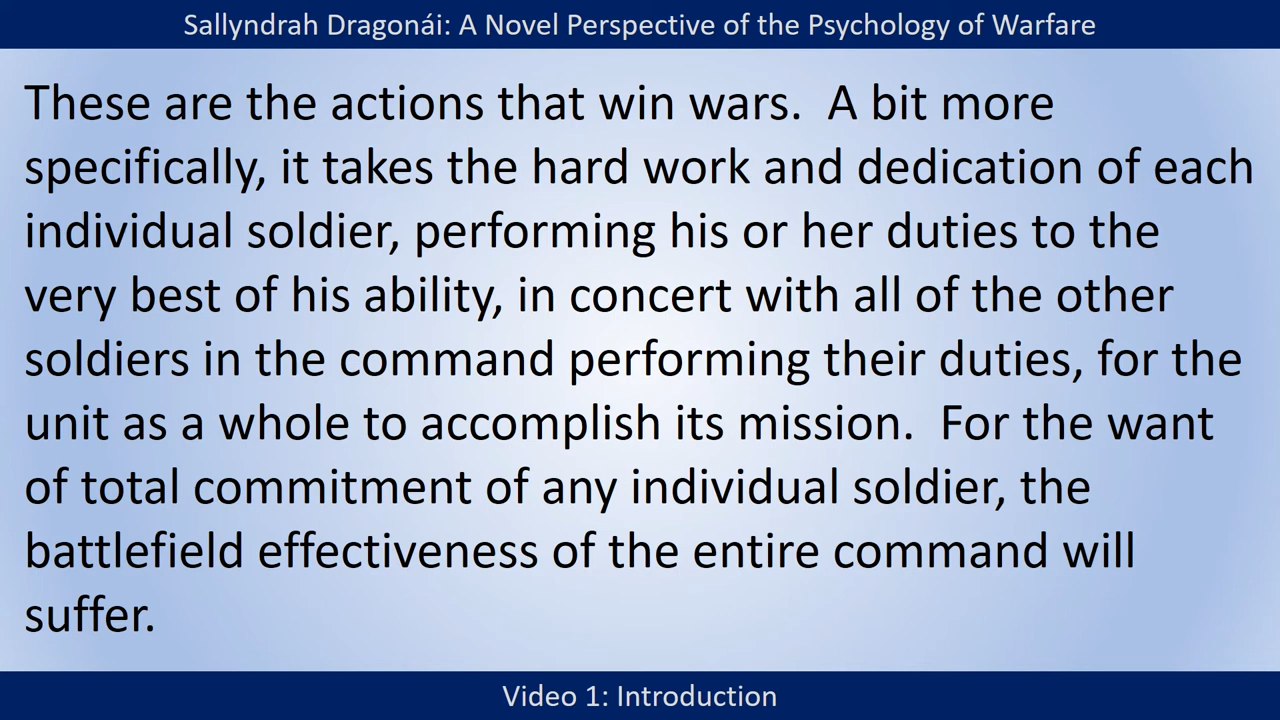 Sallyndrah Dragonái: A Novel Perspective of the Psychology of Warfare
These are the actions that win wars.  A bit more
specifically, it takes the hard work and dedication of each
individual soldier, performing his or her duties to the
very best of his ability, in concert with all of the other
soldiers in the command performing their duties, for the
unit as a whole to accomplish its mission.  For the want
of total commitment of any individual soldier, the
battlefield effectiveness of the entire command will
suffer.
Video 1: Introduction